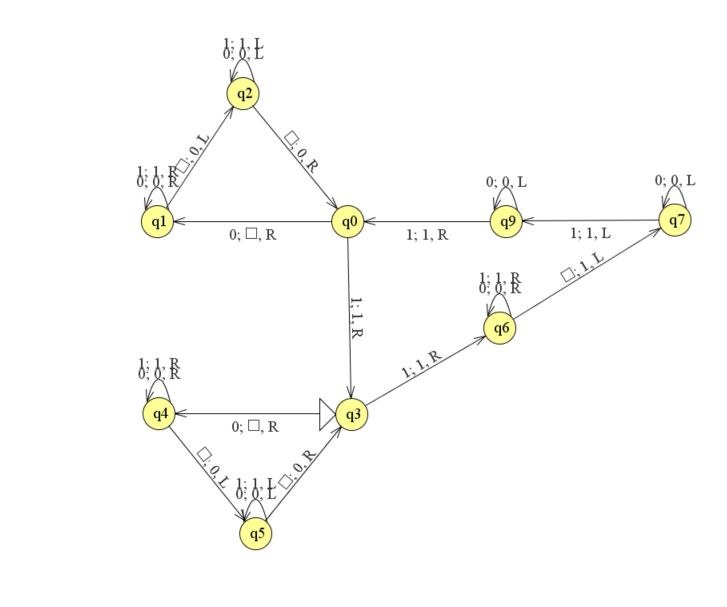 1; 1, L
0; 0, L
q2
□; 0, L
□; 0, R
1; 1, R
0; 0, R
q1
0; □, R
q0
1; 1, R
q9
0; 0, L
1; 1, L
q7
0; 0, L
1; 1, R
1; 1, R
0; 0, R
q6
□; 1, L
1; 1, R
1; 1, R
0; 0, R
q4
0; □, R
q3
□; 0, L
□; 0, R
1; 1, L
0; 0, L
q5